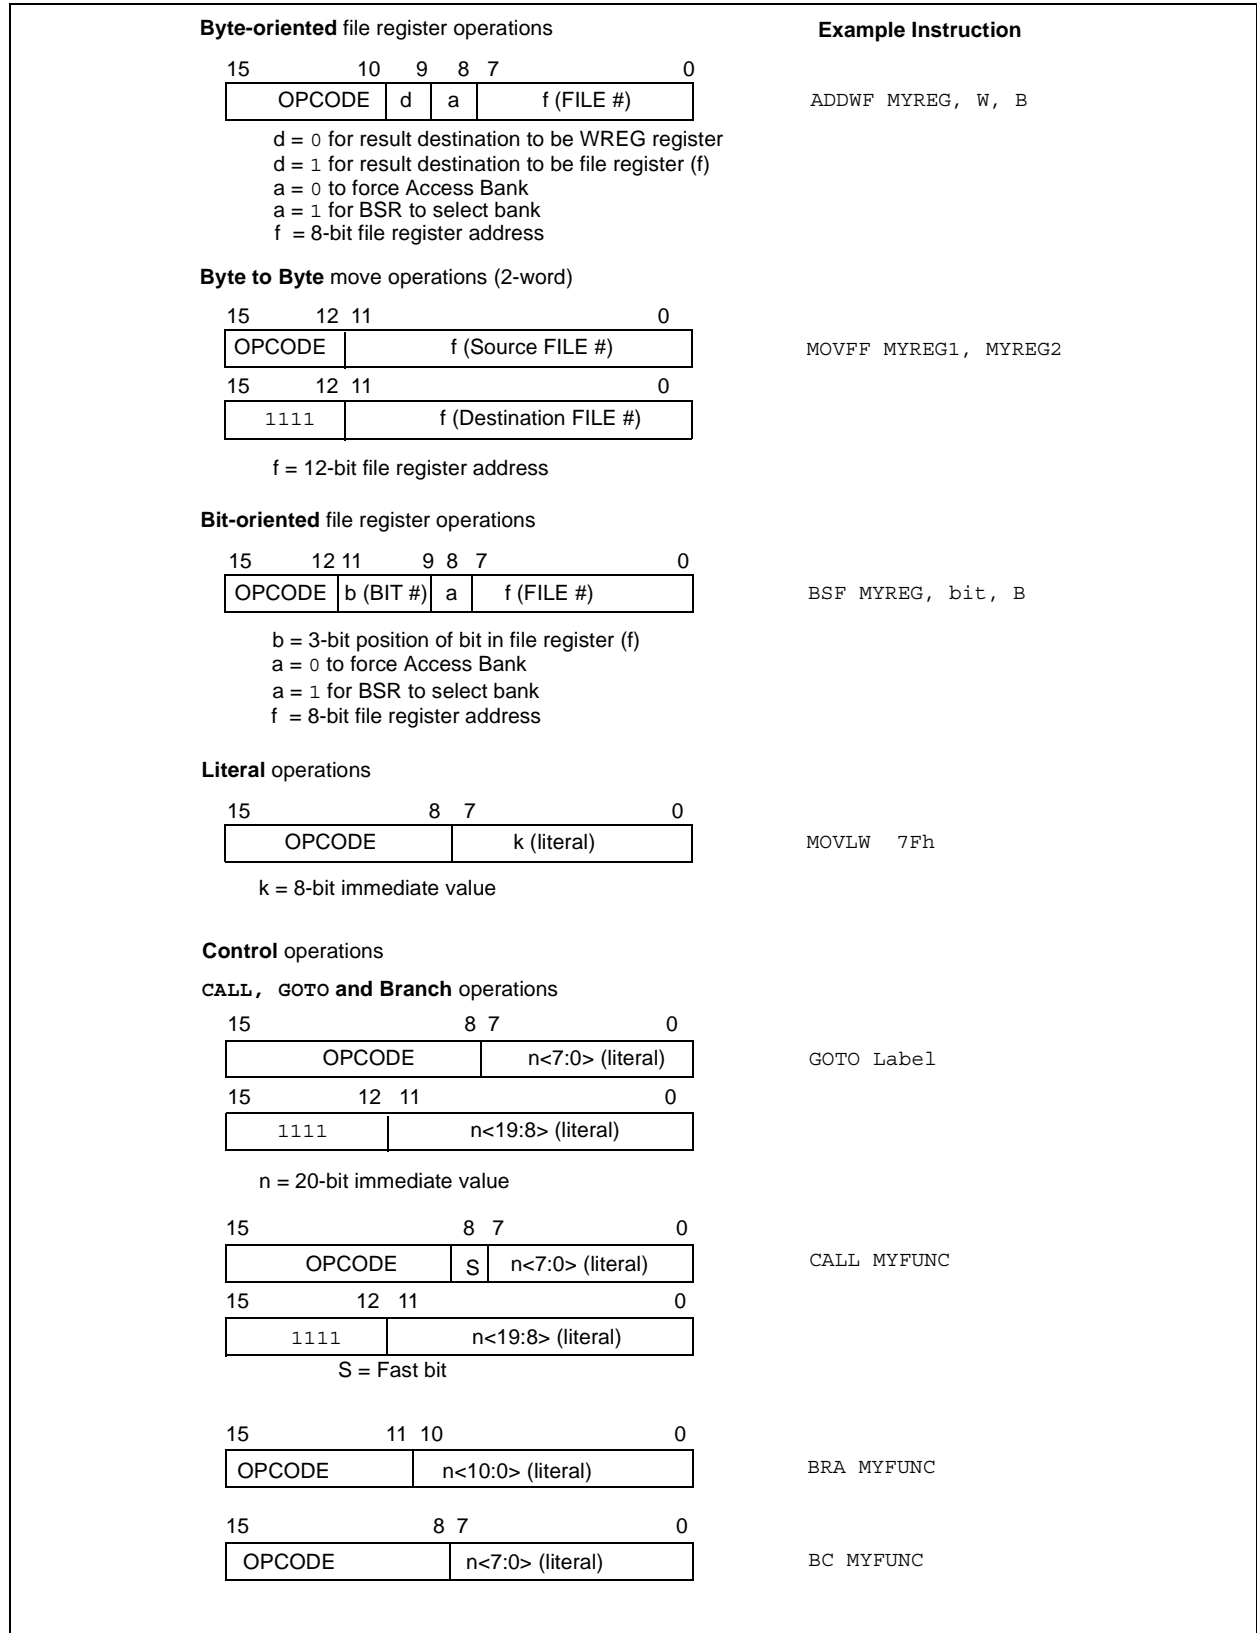 Byte-oriented file register operations
Example Instruction
15 10 9 8 7 0
OPCODE d a f (FILE #)
ADDWF MYREG, W, B
d = 0 for result destination to be WREG register
d = 1 for result destination to be file register (f)
a = 0 to force Access Bank
a = 1 for BSR to select bank
f = 8-bit file register address
Byte to Byte move operations (2-word)
15 12 11 0
OPCODE f (Source FILE #)
MOVFF MYREG1, MYREG2
15 12 11 0
1111 f (Destination FILE #)
f = 12-bit file register address
Bit-oriented file register operations
15 12 11 9 8 7 0
OPCODE b (BIT #) a f (FILE #)
BSF MYREG, bit, B
b = 3-bit position of bit in file register (f)
a = 0 to force Access Bank
a = 1 for BSR to select bank
f = 8-bit file register address
Literal operations
15 8 7 0
OPCODE k (literal)
MOVLW 7Fh
k = 8-bit immediate value
Control operations
CALL, GOTO and Branch operations
15 8 7 0
OPCODE n<7:0> (literal)
GOTO Label
15 12 11 0
1111 n<19:8> (literal)
n = 20-bit immediate value
15 8 7 0
OPCODE S n<7:0> (literal)
CALL MYFUNC
15 12 11 0
1111 n<19:8> (literal)
S = Fast bit
15 11 10 0
OPCODE n<10:0> (literal)
BRA MYFUNC
15 8 7 0
OPCODE n<7:0> (literal)
BC MYFUNC